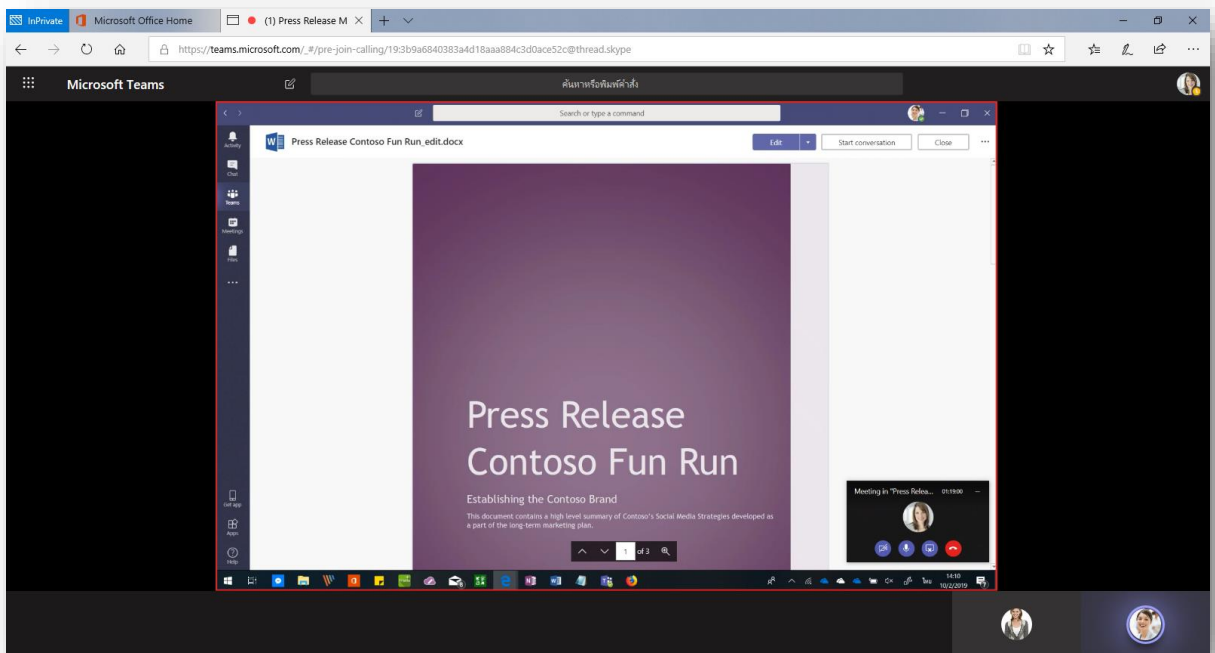 InPrivate
Microsoft Office Home
(1) Press Release M
https://teams.microsoft.com/_#/pre-join-calling/19:3b9a6840383a4d18aaa884c3d0ace52c@thread.skype
Microsoft Teams
ค้นหาหรือพิมพ์คำสั่ง
Search or type a command
Activity
Press Release Contoso Fun Run_edit.docx
Edit
Start conversation
Close
Chat
Teams
Meetings
Files
Press Release
Contoso Fun Run
Establishing the Contoso Brand
This document contains a high level summary of Contoso's Social Media Strategies developed as
a part of the long-term marketing plan.
Meeting in "Press Relea... 01:19:00
Get app
Apps
Help
1 of 3
ไทย
14:10
10/2/2019